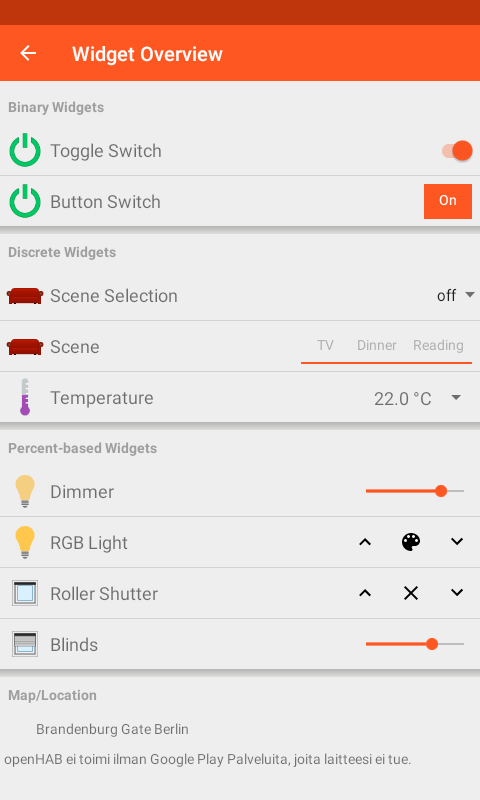 Widget Overview
Binary Widgets
Toggle Switch
Button Switch On
Discrete Widgets
Scene Selection off
Scene TV Dinner Reading
Temperature 22.0 °C
Percent-based Widgets
Dimmer
RGB Light
Roller Shutter
Blinds
Map/Location
Brandenburg Gate Berlin
openHAB ei toimi ilman Google Play Palveluita, joita laitteesi ei tue.